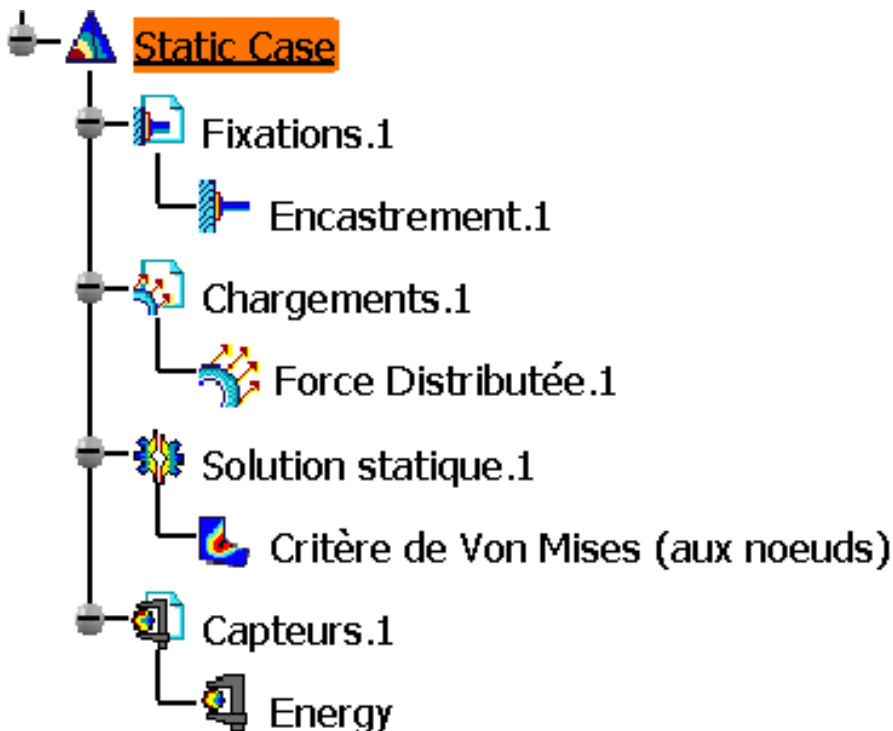 Static Case
Fixations.1
Encastrement.1
Chargements.1
Force Distributée.1
Solution statique.1
Critère de Von Mises (aux noeuds)
Capteurs.1
Energy